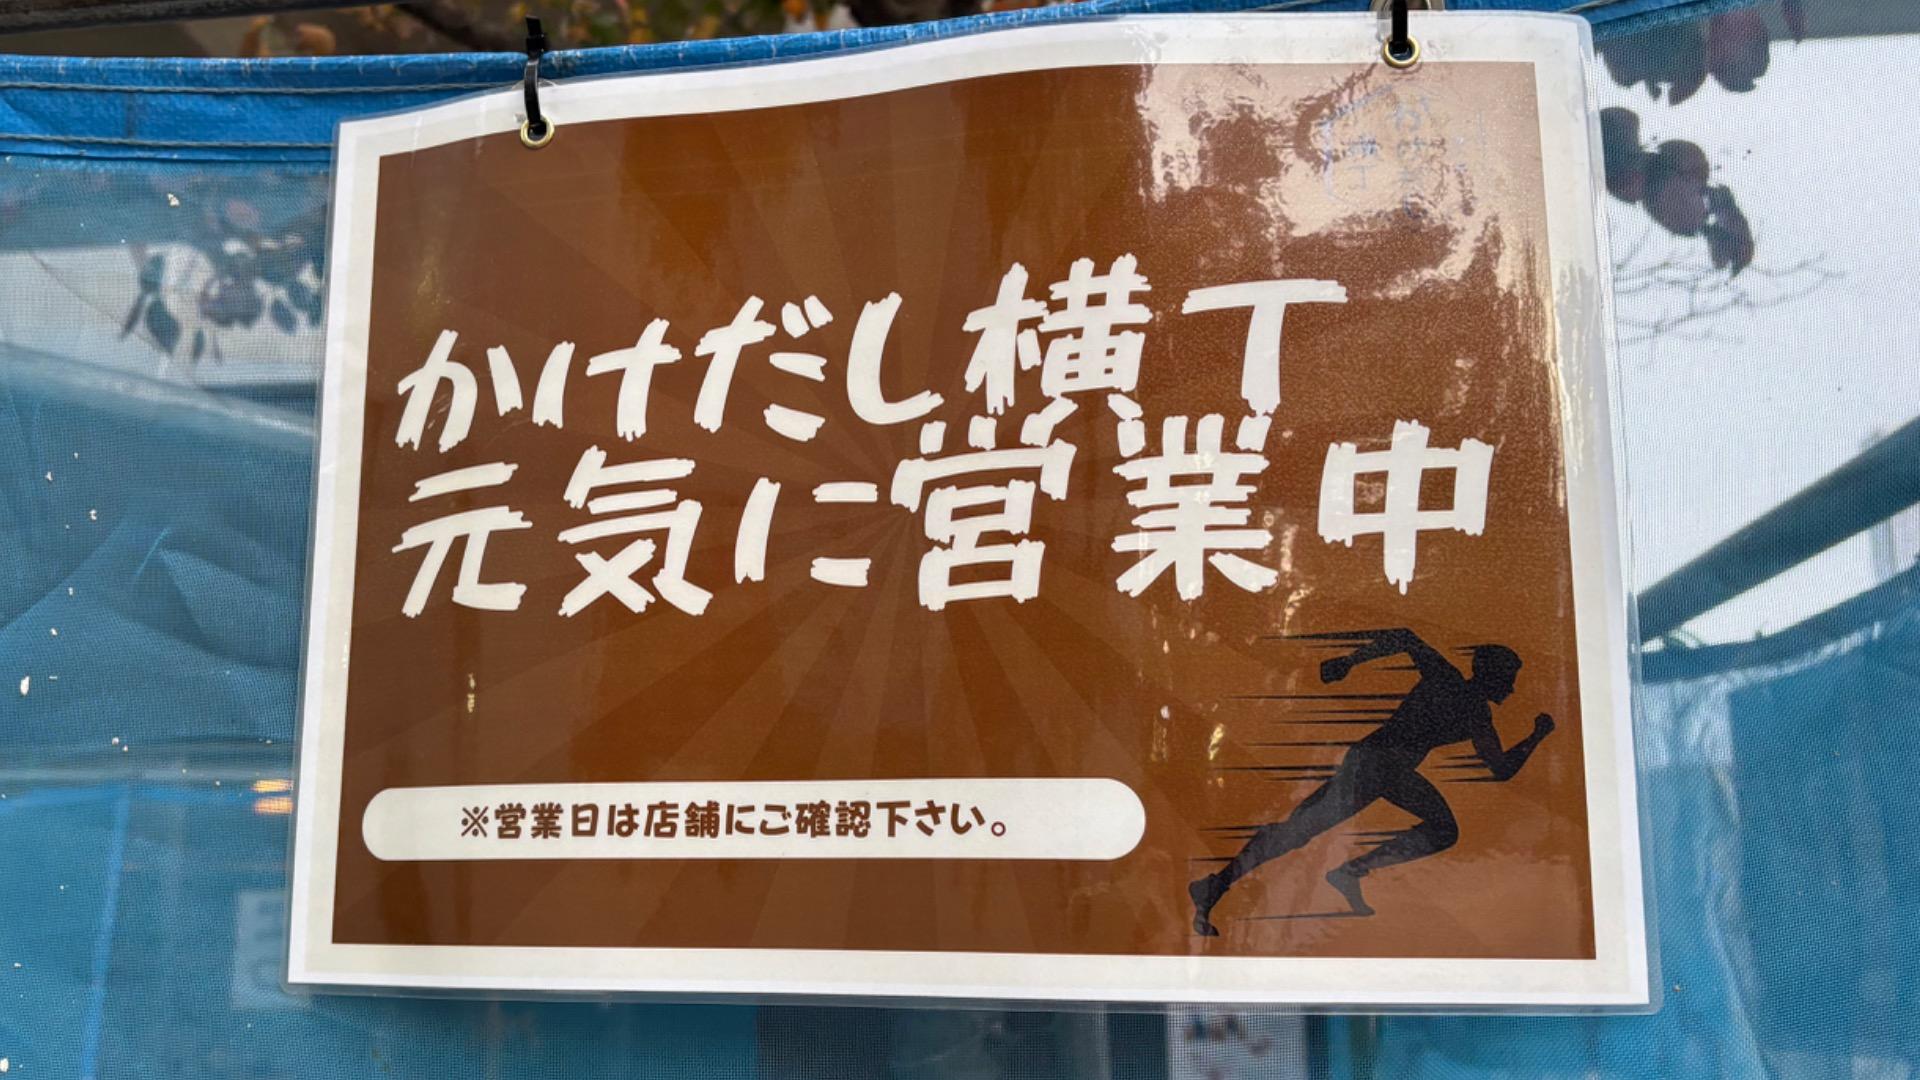 かけだし横丁
元気に営業中
※営業日は店舗にご確認下さい。